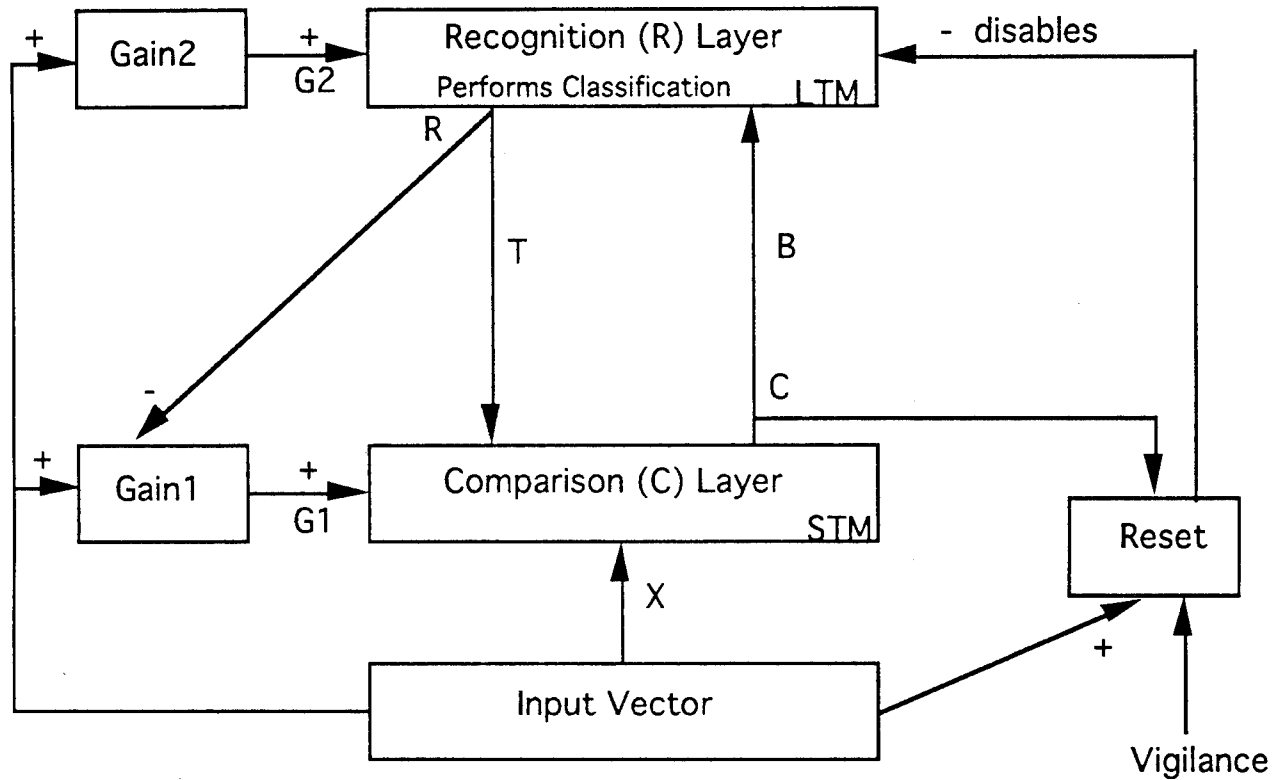 + Gain2 + G2
Recognition (R) Layer
Performs Classification LTM
- disables
R
T
B
C
-
+ Gain1 + G1
Comparison (C) Layer
STM
Reset
X
+
Input Vector
Vigilance